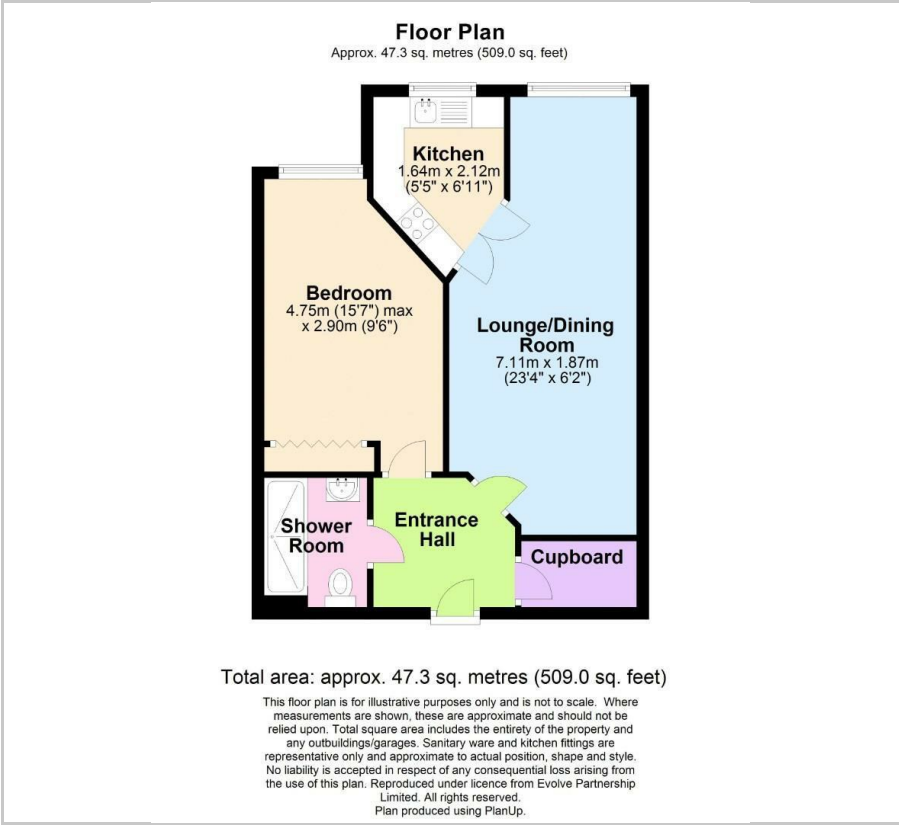 Floor Plan
Approx. 47.3 sq. metres (509.0 sq. feet)
Kitchen
1.64m x 2.12m
(5'5" x 6'11")
Bedroom
4.75m (15'7") max
x 2.90m (9'6")
Lounge/Dining
Room
7.11m x 1.87m
(23'4" x 6'2")
Shower
Room
Entrance
Hall
Cupboard
Total area: approx. 47.3 sq. metres (509.0 sq. feet)
This floor plan is for illustrative purposes only and is not to scale. Where
measurements are shown, these are approximate and should not be
relied upon. Total square area includes the entirety of the property and
any outbuildings/garages. Sanitary ware and kitchen fittings are
representative only and approximate to actual position, shape and style.
No liability is accepted in respect of any consequential loss arising from
the use of this plan. Reproduced under licence from Evolve Partnership
Limited. All rights reserved.
Plan produced using PlanUp.